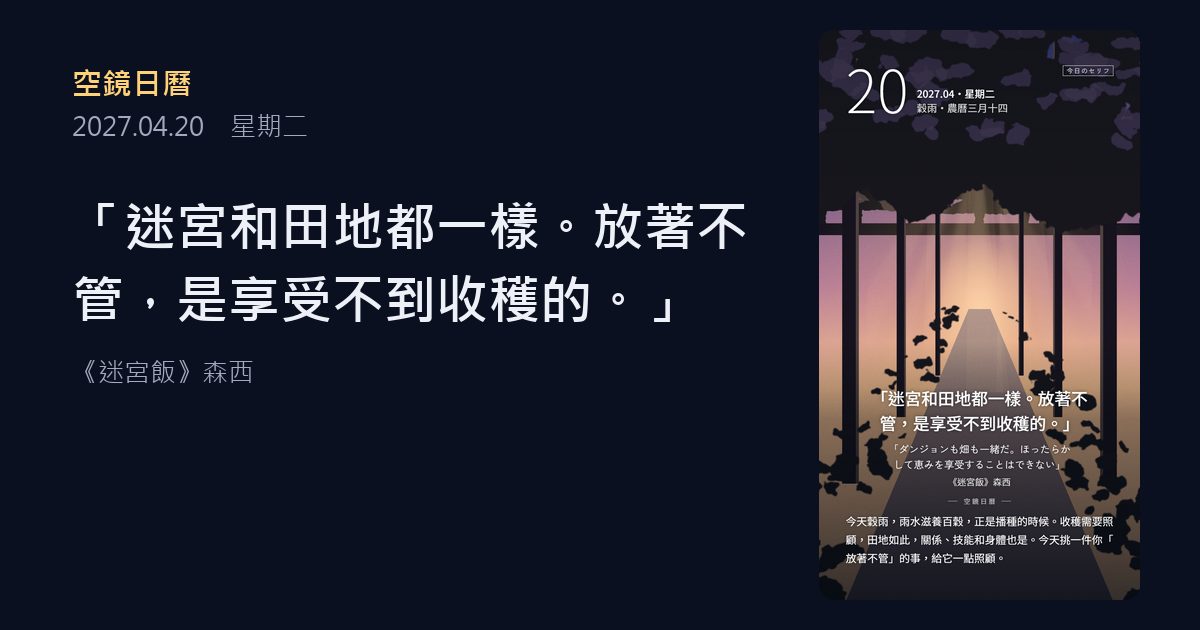 空鏡日曆
2027.04.20 星期二
「迷宮和田地都一樣。放著不
管，是享受不到收穫的。」
《迷宮飯》森西
20
2027.04・星期二
穀雨・農曆三月十四
今日のセリフ
「迷宮和田地都一樣。放著不
管，是享受不到收穫的。」
「ダンジョンも畑も一緒だ。ほったらか
して恵みを享受することはできない」
《迷宮飯》森西
— 空鏡日曆 —
今天穀雨，雨水滋養百穀，正是播種的時候。收穫需要照
顧，田地如此，關係、技能和身體也是。今天挑一件你「
放著不管」的事，給它一點照顧。